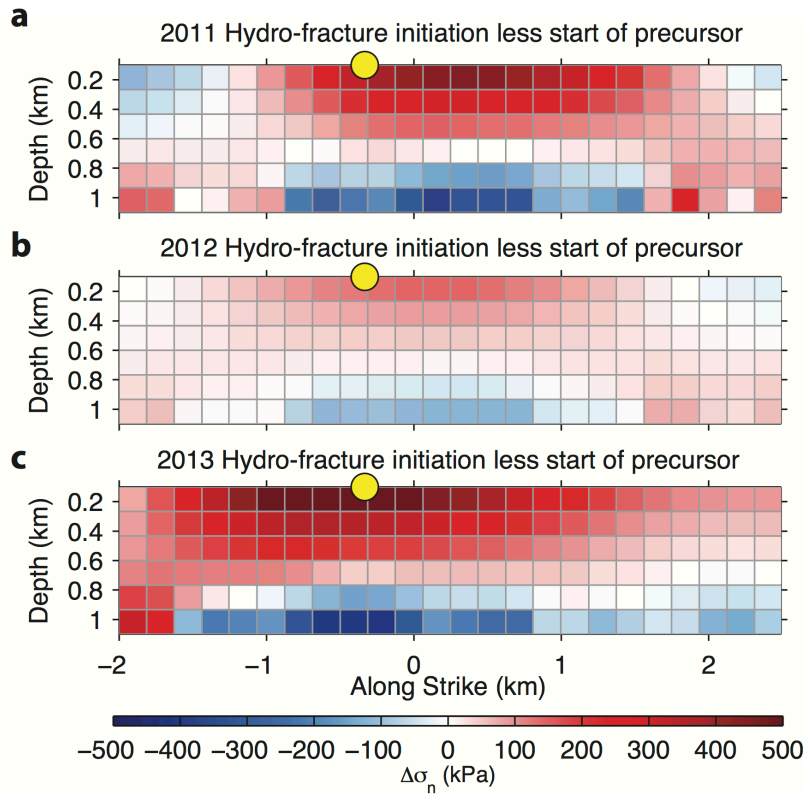 a
2011 Hydro-fracture initiation less start of precursor
Depth (km)
0.2
0.4
0.6
0.8
1
b
2012 Hydro-fracture initiation less start of precursor
Depth (km)
0.2
0.4
0.6
0.8
1
c
2013 Hydro-fracture initiation less start of precursor
Depth (km)
0.2
0.4
0.6
0.8
1
−2 −1 0 1 2
Along Strike (km)
−500 −400 −300 −200 −100 0 100 200 300 400 500
Δσn (kPa)